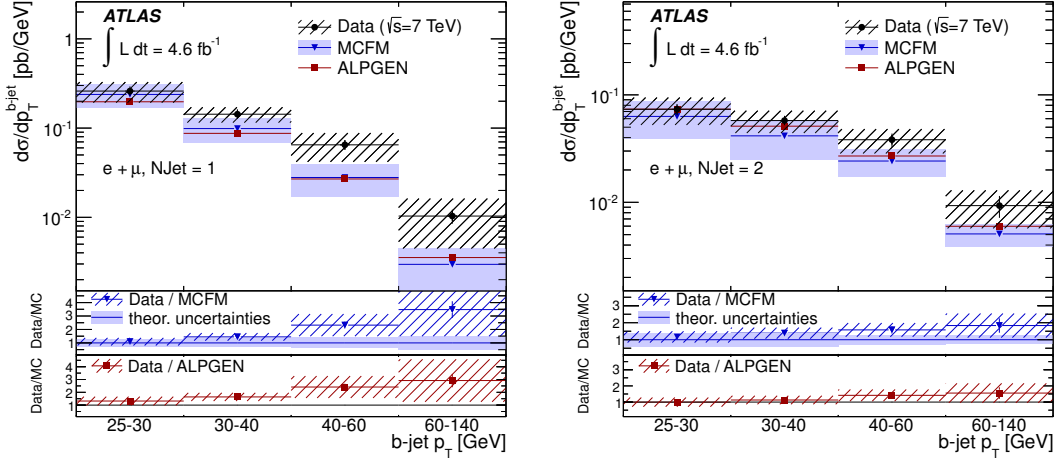 ATLAS
∫ L dt = 4.6 fb⁻¹
Data (√s=7 TeV)
MCFM
ALPGEN
e + μ, NJet = 1
dσ/dp_T^{b-jet} [pb/GeV]
1
10⁻¹
10⁻²
Data / MCFM
theor. uncertainties
Data/MC
4
3
2
1
Data / ALPGEN
Data/MC
4
3
2
1
25-30 30-40 40-60 60-140
b-jet p_T [GeV]
ATLAS
∫ L dt = 4.6 fb⁻¹
Data (√s=7 TeV)
MCFM
ALPGEN
e + μ, NJet = 2
dσ/dp_T^{b-jet} [pb/GeV]
1
10⁻¹
10⁻²
Data / MCFM
theor. uncertainties
Data/MC
3
2
1
Data / ALPGEN
Data/MC
3
2
1
25-30 30-40 40-60 60-140
b-jet p_T [GeV]